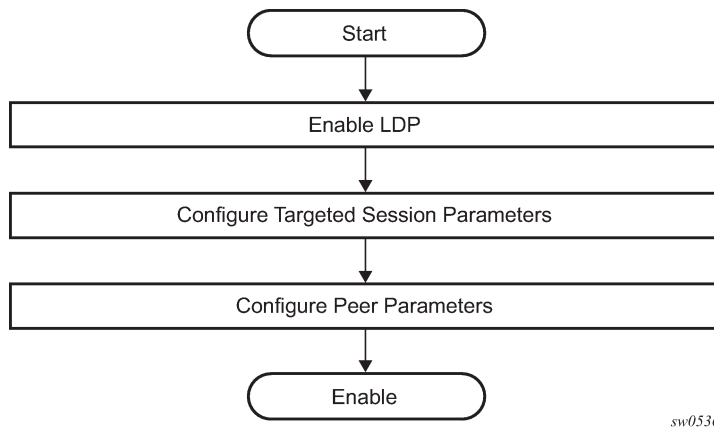 Start
Enable LDP
Configure Targeted Session Parameters
Configure Peer Parameters
Enable